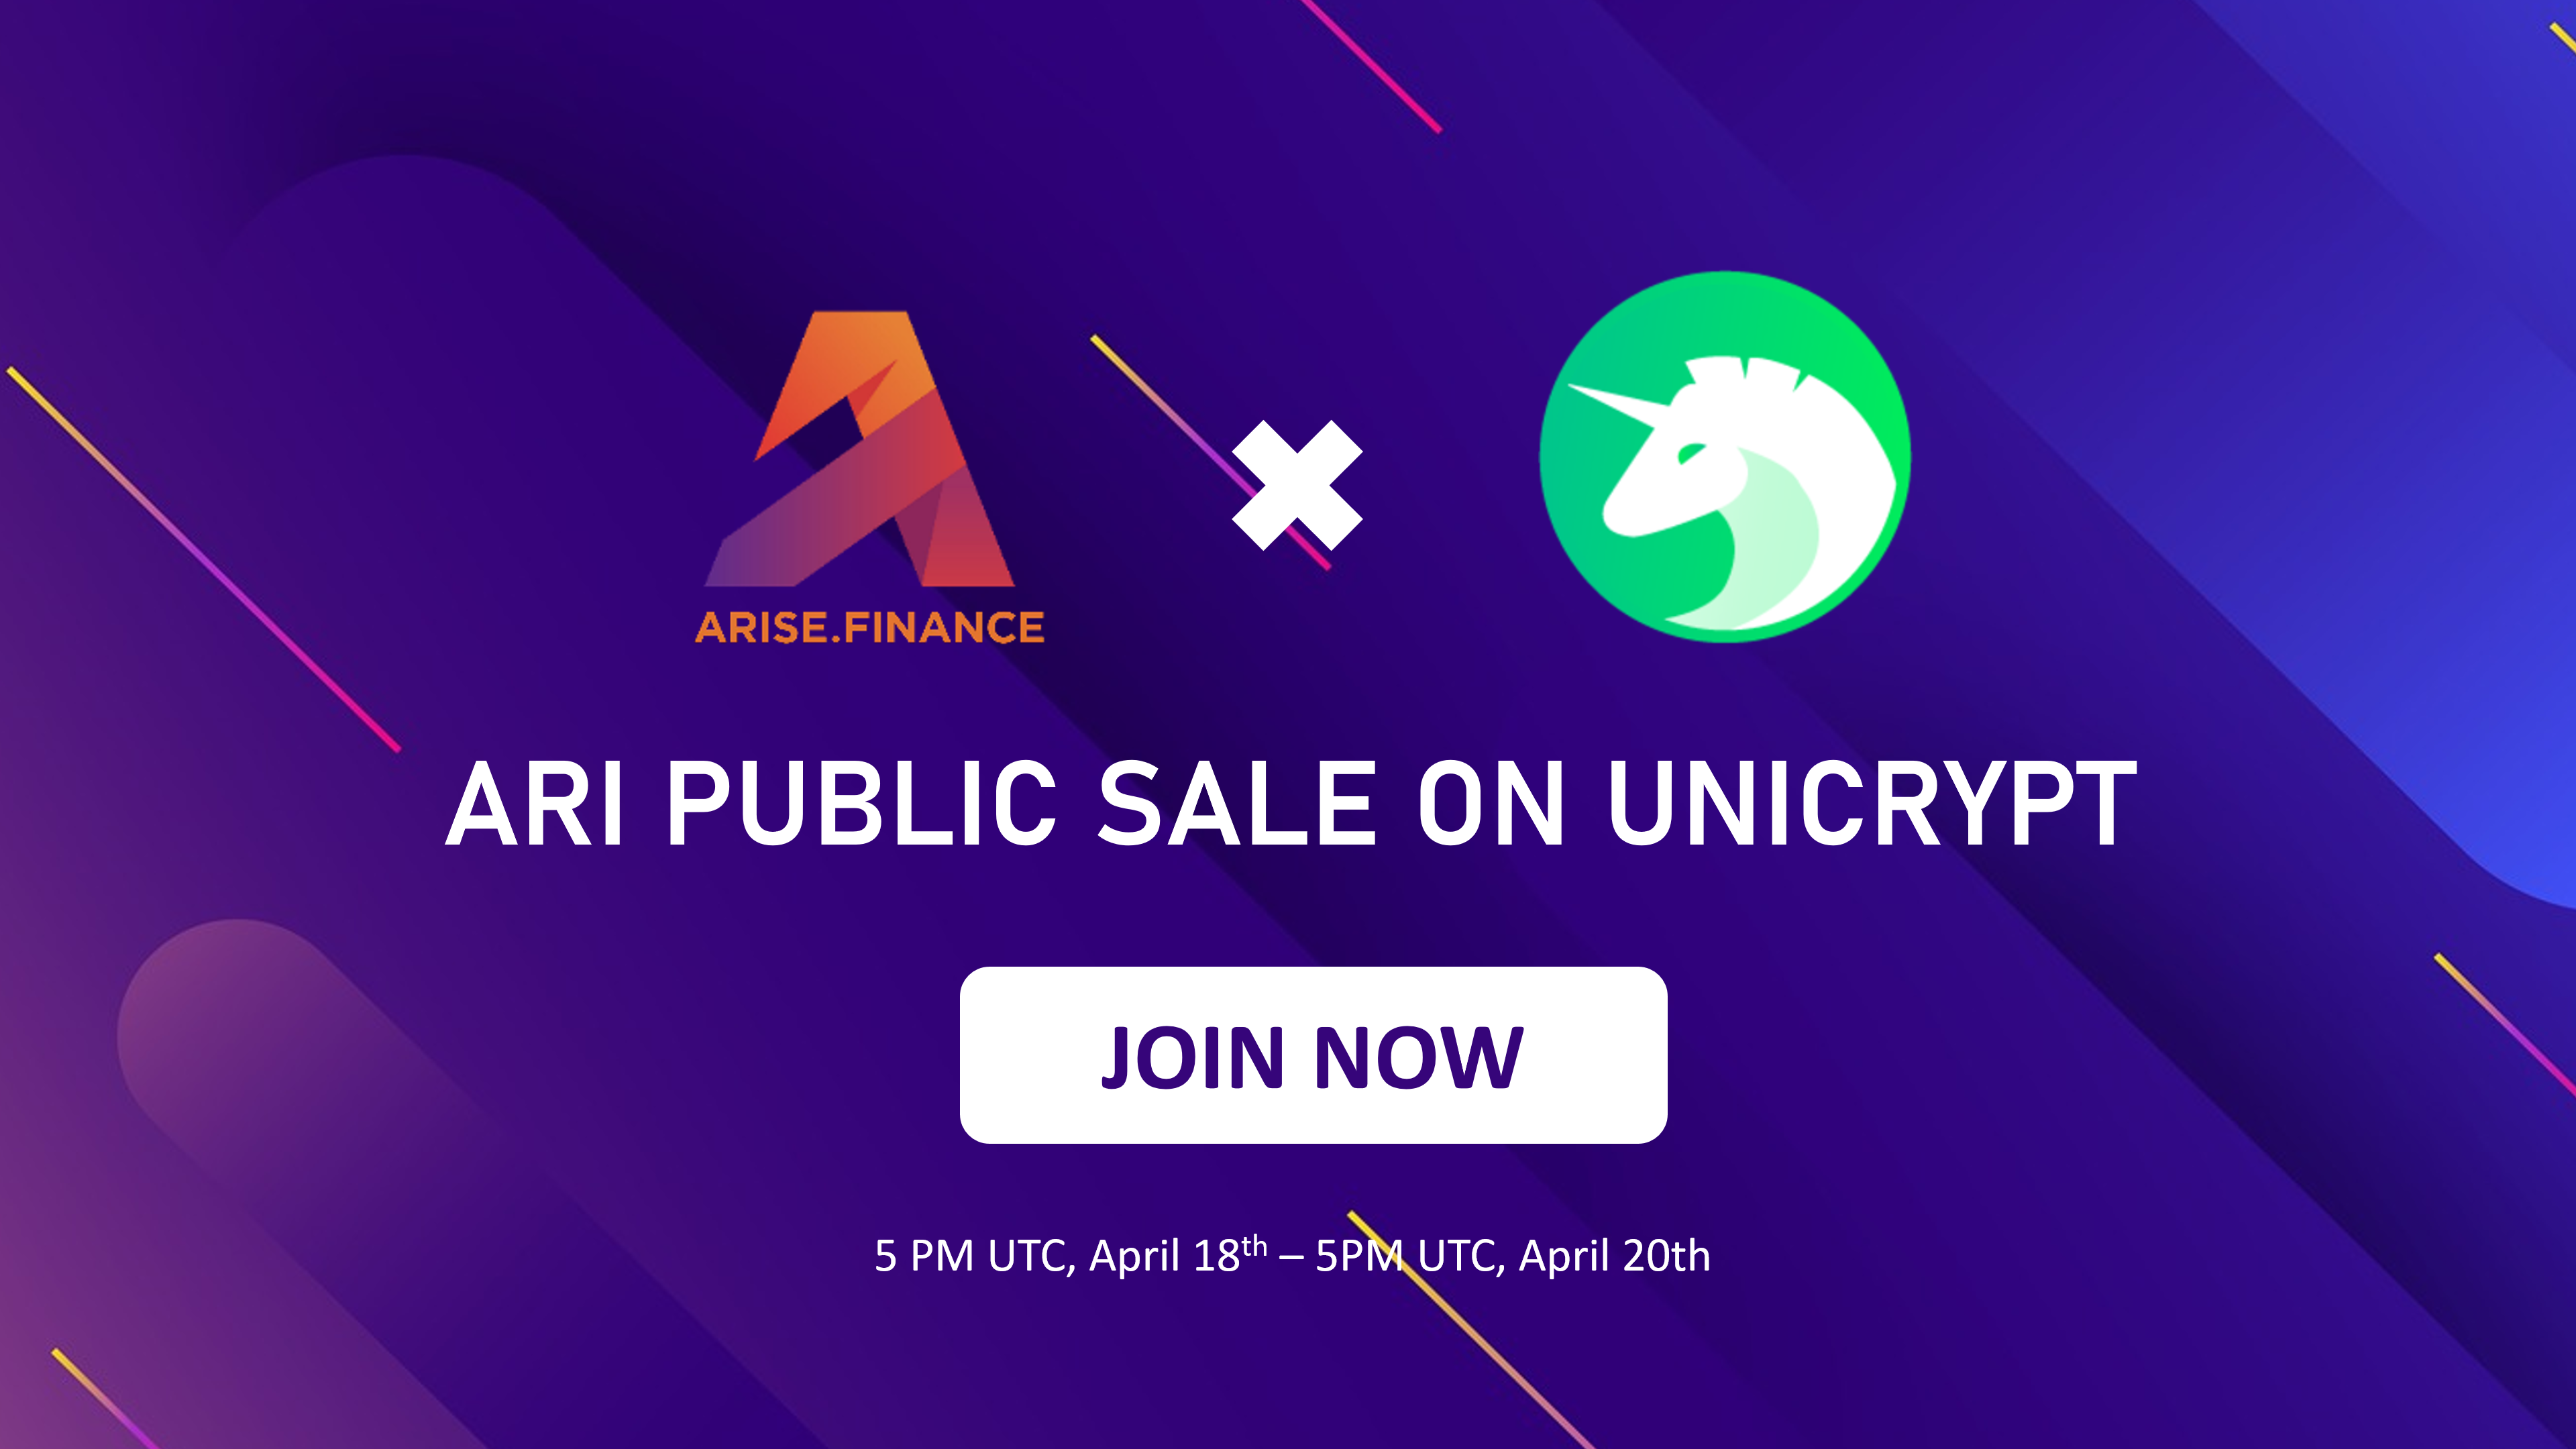 ARISE.FINANCE
ARI PUBLIC SALE ON UNICRYPT
JOIN NOW
5 PM UTC, April 18th – 5PM UTC, April 20th